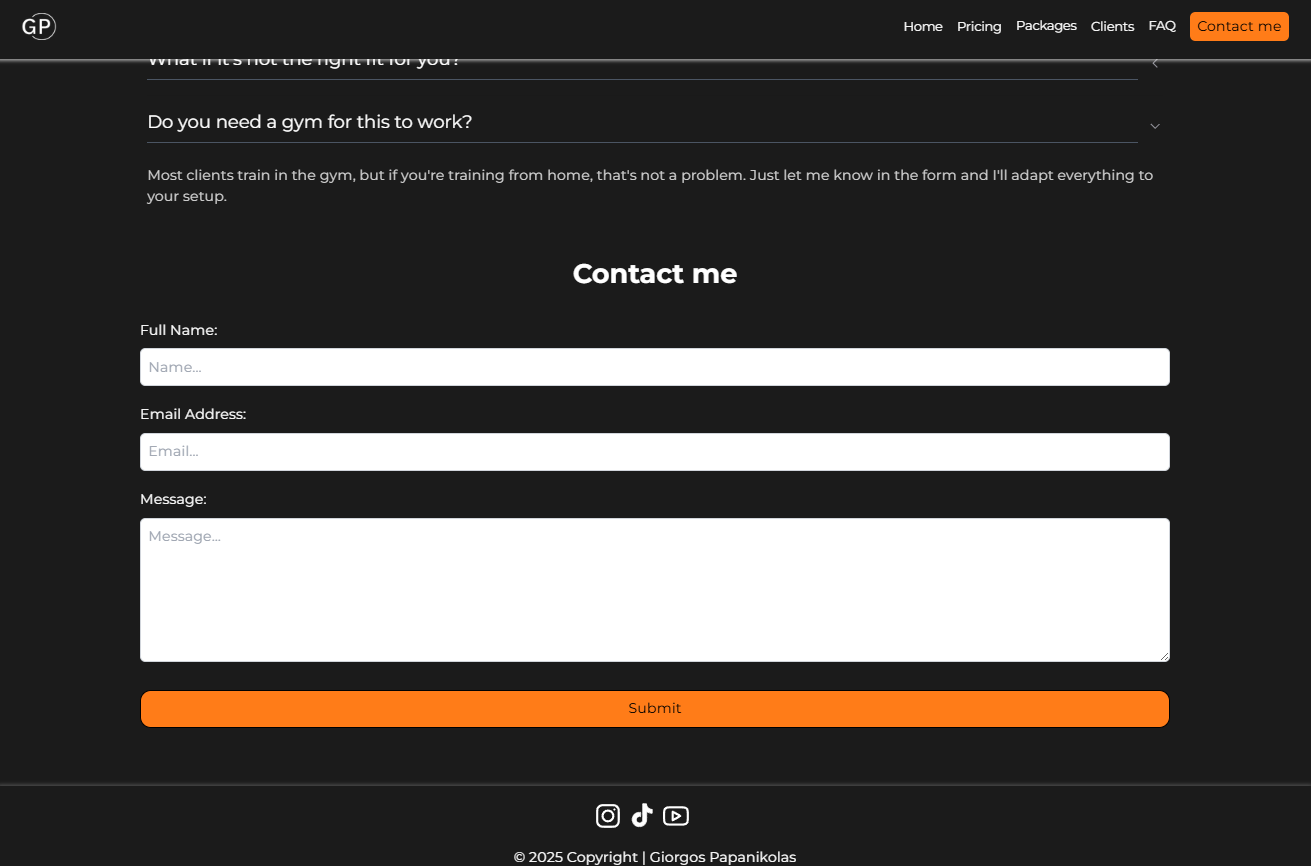 GP
Home Pricing Packages Clients FAQ Contact me
What if it's not the right fit for you?
Do you need a gym for this to work?
Most clients train in the gym, but if you're training from home, that's not a problem. Just let me know in the form and I'll adapt everything to
your setup.
Contact me
Full Name:
Name...
Email Address:
Email...
Message:
Message...
Submit
© 2025 Copyright | Giorgos Papanikolas